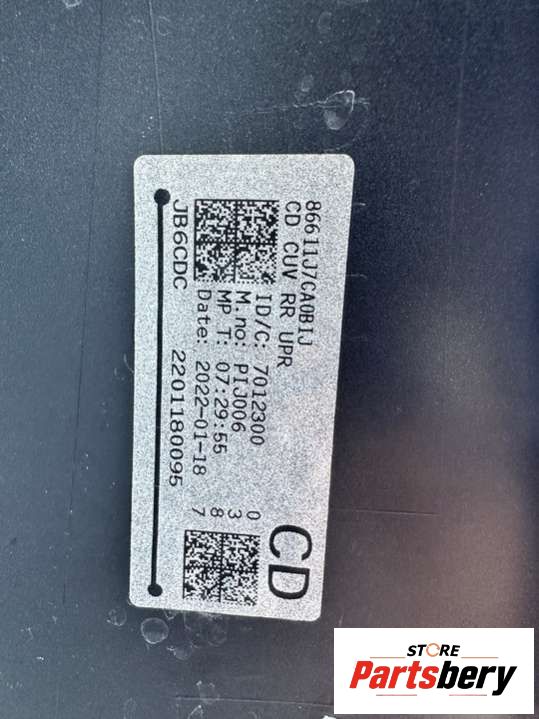 86611J7CA0B1J
CD CUV RR UPR
ID/C: 7012300 0
M.no: PIJ006 3
MP T: 07:29:55 8
Date: 2022-01-18 7
JB6CDC 2201180095
CD
STORE
Partsbery